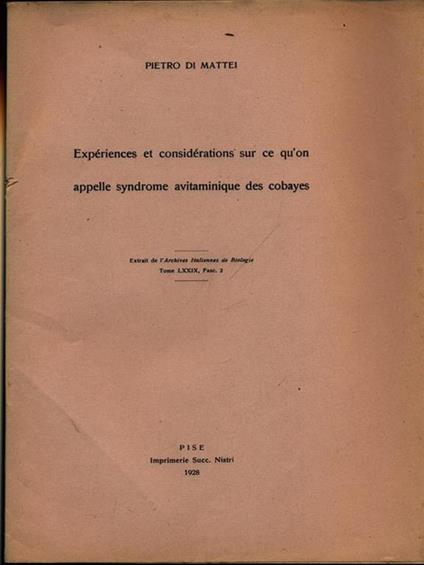 PIETRO DI MATTEI
Expériences et considérations sur ce qu'on
appelle syndrome avitaminique des cobayes
Extrait de l'Archives Italiennes de Biologie
Tome LXXIX, Fasc. 2
PISE
Imprimerie Succ. Nistri
1928